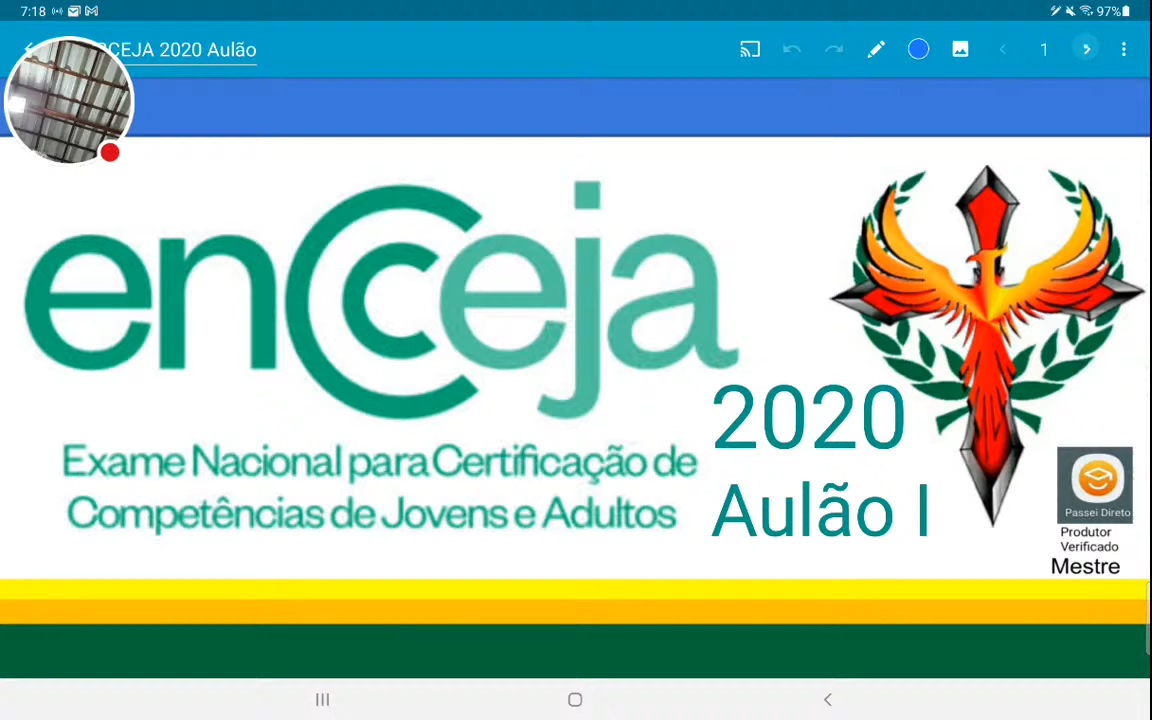 7:18
97%
CEJA 2020 Aulão
1
encceja
2020
Exame Nacional para Certificação de
Competências de Jovens e Adultos
Aulão I
Passei Direto
Produtor
Verificado
Mestre